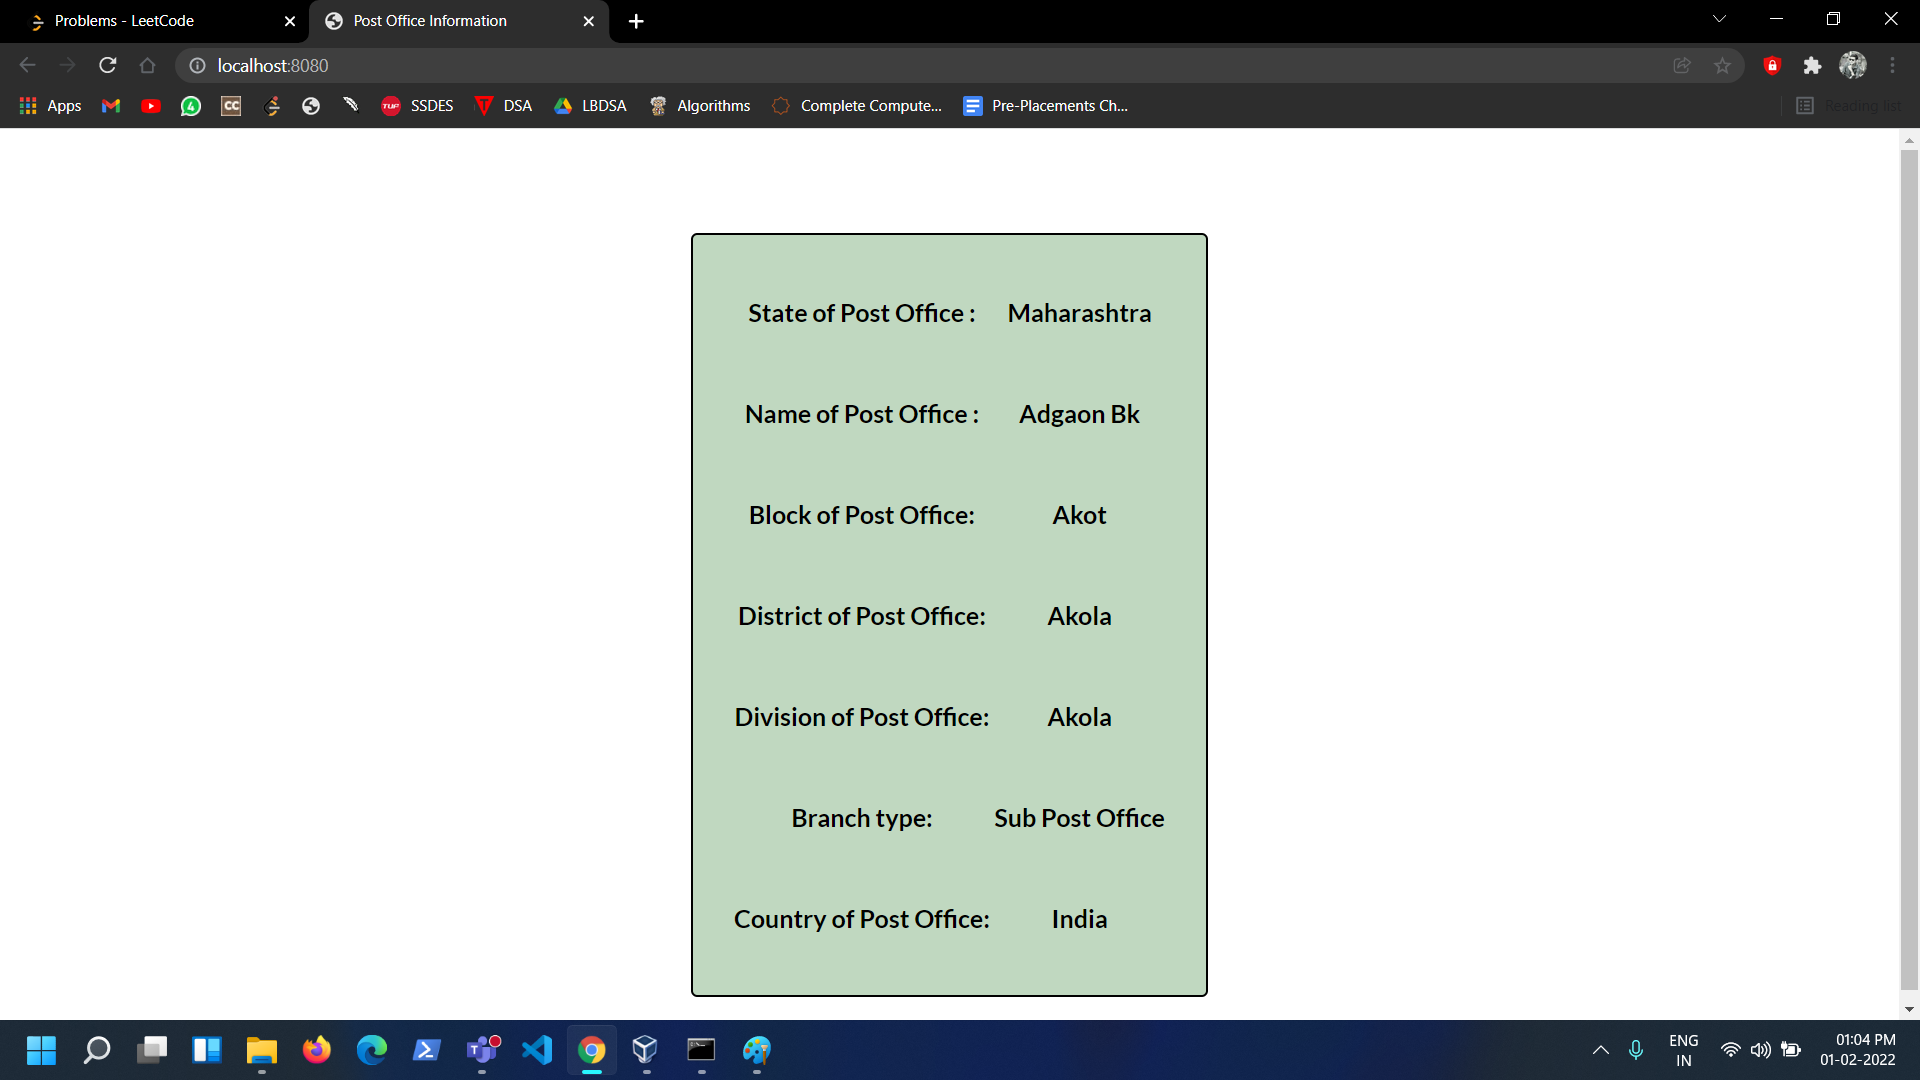 Problems - LeetCode
Post Office Information
localhost:8080
Apps
4
CC
TUF
SSDES
DSA
LBDSA
Algorithms
Complete Compute...
Pre-Placements Ch...
Reading list
State of Post Office : Maharashtra
Name of Post Office : Adgaon Bk
Block of Post Office: Akot
District of Post Office: Akola
Division of Post Office: Akola
Branch type: Sub Post Office
Country of Post Office: India
ENG
IN
01:04 PM
01-02-2022